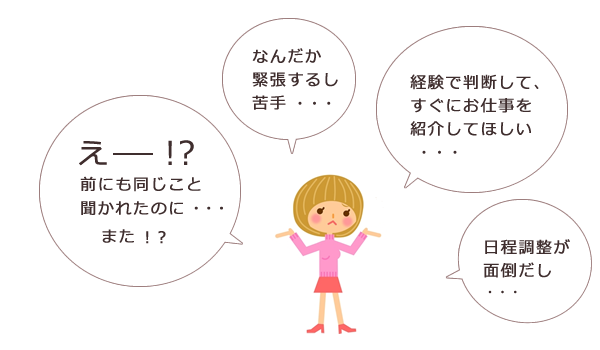 えー!?
前にも同じこと
聞かれたのに ・・・
また ! ?
なんだか
緊張するし
苦手 ・・・
経験で判断して、
すぐにお仕事を
紹介してほしい
・・・
日程調整が
面倒だし
・・・